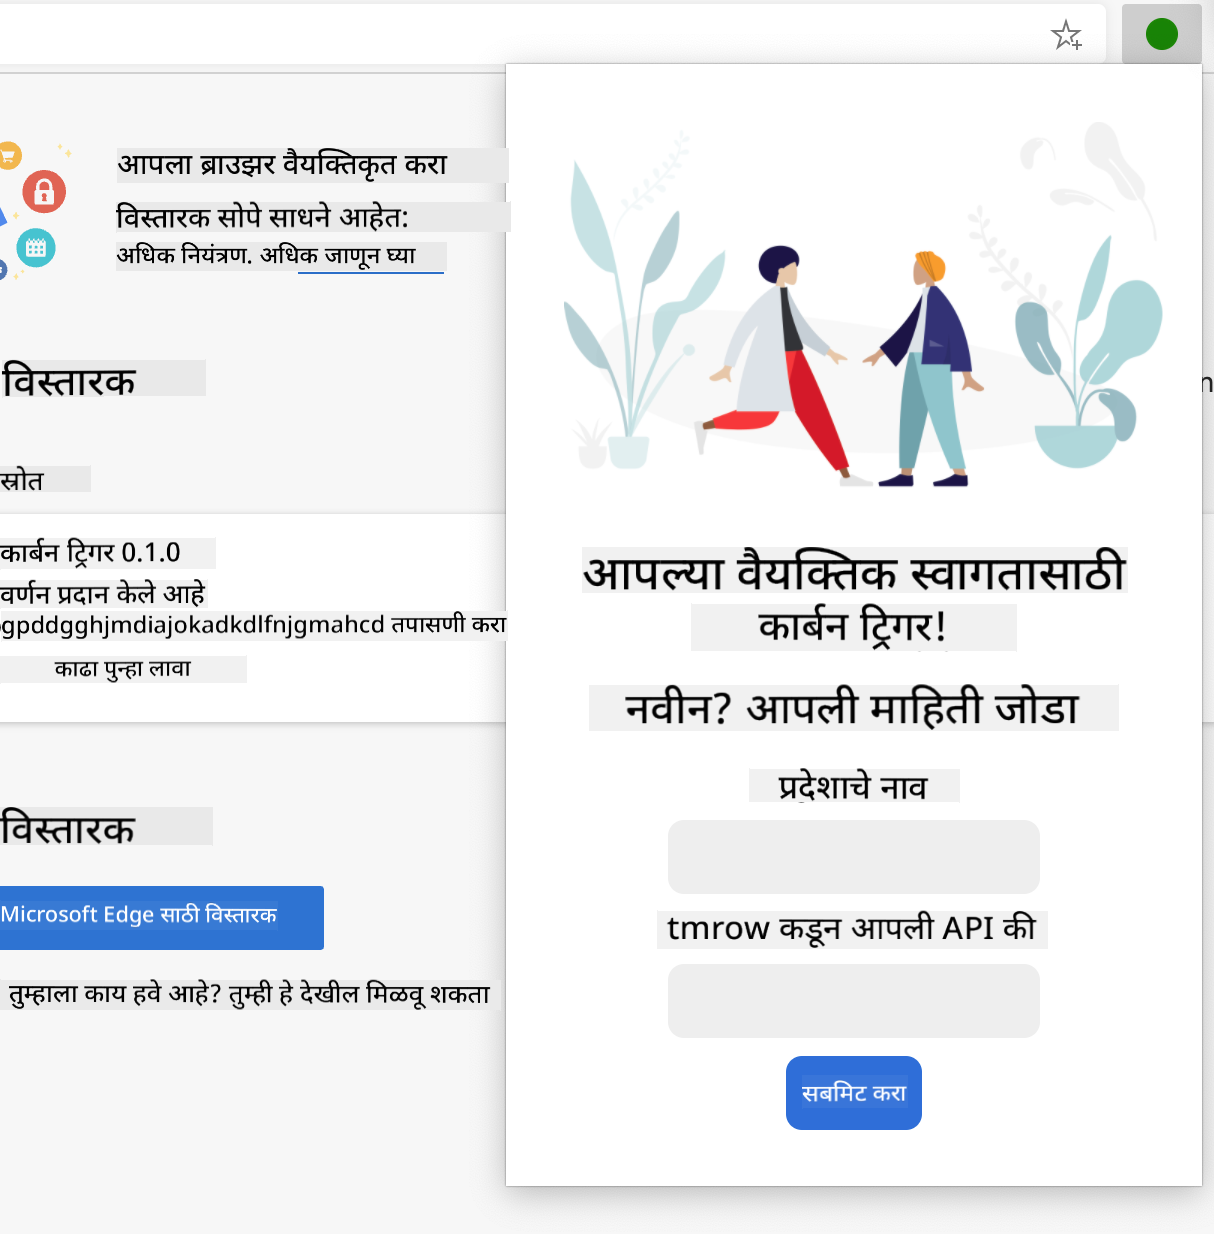 आपला ब्राउझर वैयक्तिकृत करा
विस्तारक सोपे साधने आहेत:
अधिक नियंत्रण. अधिक जाणून घ्या
विस्तारक
स्रोत
कार्बन ट्रिगर 0.1.0
वर्णन प्रदान केले आहे
gpddgghjmdiajokadkdlfnjgmahcd तपासणी करा
काढा पुन्हा लावा
विस्तारक
Microsoft Edge साठी विस्तारक
तुम्हाला काय हवे आहे? तुम्ही हे देखील मिळवू शकता
आपल्या वैयक्तिक स्वागतासाठी
कार्बन ट्रिगर!
नवीन? आपली माहिती जोडा
प्रदेशाचे नाव
tmrow कडून आपली API की
सबमिट करा
n